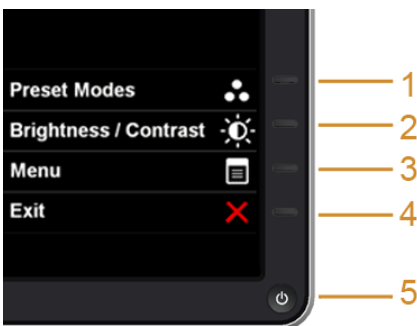 Preset Modes 1
Brightness / Contrast 2
Menu 3
Exit 4
5